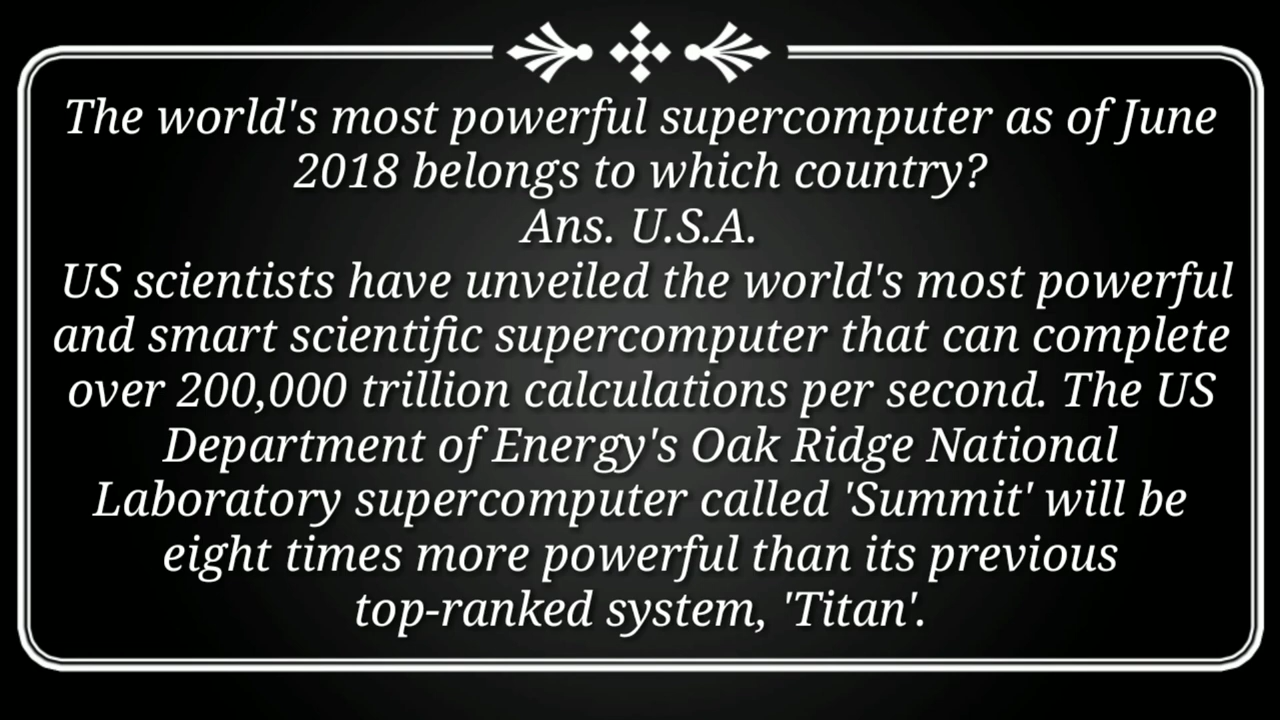 The world's most powerful supercomputer as of June
2018 belongs to which country?
Ans. U.S.A.
US scientists have unveiled the world's most powerful
and smart scientific supercomputer that can complete
over 200,000 trillion calculations per second. The US
Department of Energy's Oak Ridge National
Laboratory supercomputer called 'Summit' will be
eight times more powerful than its previous
top-ranked system, 'Titan'.